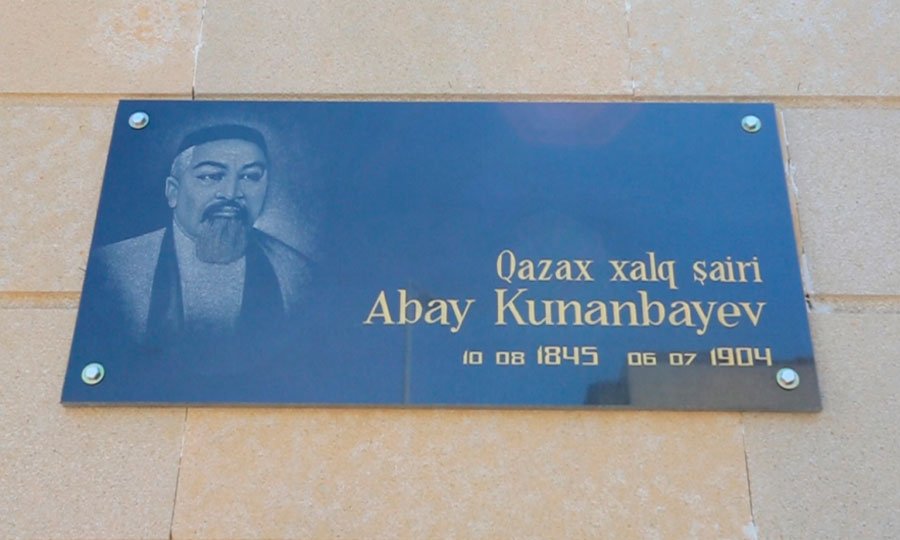 Qazax xalq şairi
Abay Kunanbayev
10 08 1845 06 07 1904